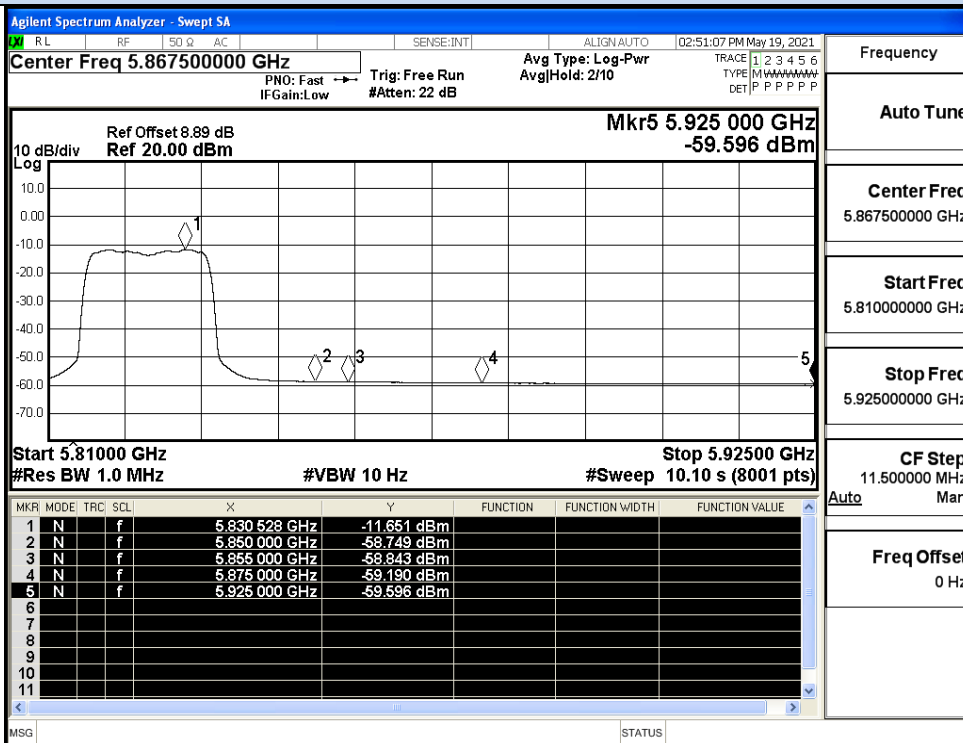 Agilent Spectrum Analyzer - Swept SA
LXI RL RF 50 Ω AC SENSE:INT ALIGN AUTO 02:51:07 PM May 19, 2021
Center Freq 5.867500000 GHz
PNO: Fast
IFGain:Low
Trig: Free Run
#Atten: 22 dB
Avg Type: Log-Pwr
Avg|Hold: 2/10
TRACE 1 2 3 4 5 6
TYPE M WWWWW
DET P P P P P P
Mkr5 5.925 000 GHz
-59.596 dBm
Ref Offset 8.89 dB
10 dB/div Ref 20.00 dBm
Log
10.0
0.00
-10.0
-20.0
-30.0
-40.0
-50.0
-60.0
-70.0
1
2
3
4
5
Start 5.81000 GHz Stop 5.92500 GHz
#Res BW 1.0 MHz #VBW 10 Hz #Sweep 10.10 s (8001 pts)
MKR MODE TRC SCL X Y FUNCTION FUNCTION WIDTH FUNCTION VALUE
1 N f 5.830 528 GHz -11.651 dBm
2 N f 5.850 000 GHz -58.749 dBm
3 N f 5.855 000 GHz -58.843 dBm
4 N f 5.875 000 GHz -59.190 dBm
5 N f 5.925 000 GHz -59.596 dBm
6
7
8
9
10
11
MSG STATUS
Frequency
Auto Tune
Center Freq
5.867500000 GHz
Start Freq
5.810000000 GHz
Stop Freq
5.925000000 GHz
CF Step
11.500000 MHz
Auto Man
Freq Offset
0 Hz